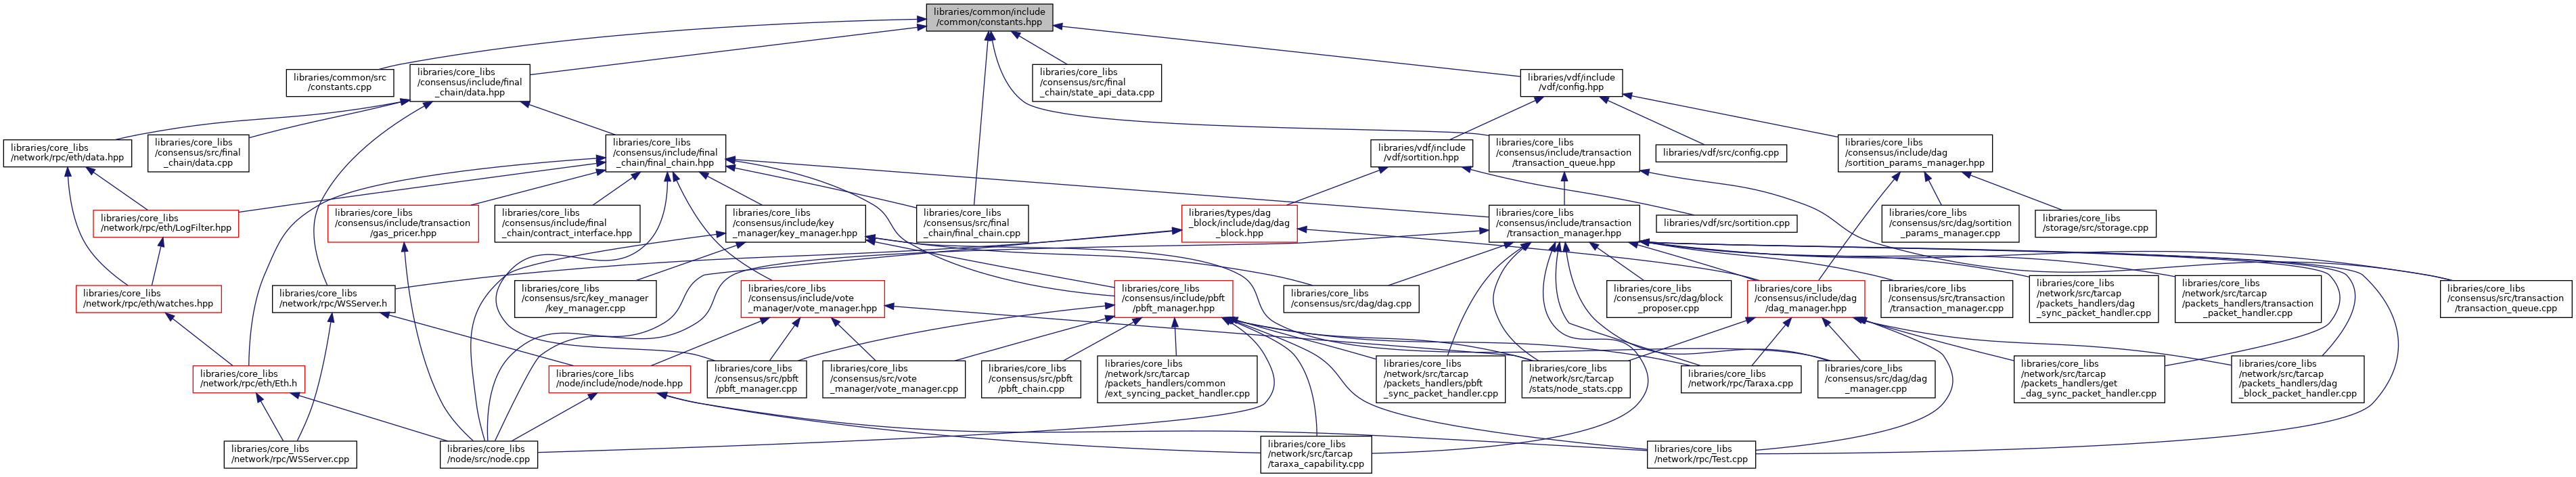 libraries/common/include
/common/constants.hpp
libraries/common/src
/constants.cpp
libraries/core_libs
/consensus/include/final
_chain/data.hpp
libraries/core_libs
/consensus/src/final
_chain/state_api_data.cpp
libraries/vdf/include
/vdf/config.hpp
libraries/core_libs
/network/rpc/eth/data.hpp
libraries/core_libs
/consensus/src/final
_chain/data.cpp
libraries/core_libs
/consensus/include/final
_chain/final_chain.hpp
libraries/vdf/include
/vdf/sortition.hpp
libraries/core_libs
/consensus/include/transaction
/transaction_queue.hpp
libraries/vdf/src/config.cpp
libraries/core_libs
/consensus/include/dag
/sortition_params_manager.hpp
libraries/core_libs
/network/rpc/eth/LogFilter.hpp
libraries/core_libs
/consensus/include/transaction
/gas_pricer.hpp
libraries/core_libs
/consensus/include/final
_chain/contract_interface.hpp
libraries/core_libs
/consensus/include/key
_manager/key_manager.hpp
libraries/core_libs
/consensus/src/final
_chain/final_chain.cpp
libraries/types/dag
_block/include/dag/dag
_block.hpp
libraries/core_libs
/consensus/include/transaction
/transaction_manager.hpp
libraries/vdf/src/sortition.cpp
libraries/core_libs
/consensus/src/dag/sortition
_params_manager.cpp
libraries/core_libs
/storage/src/storage.cpp
libraries/core_libs
/network/rpc/eth/watches.hpp
libraries/core_libs
/network/rpc/WSServer.h
libraries/core_libs
/consensus/src/key_manager
/key_manager.cpp
libraries/core_libs
/consensus/include/vote
_manager/vote_manager.hpp
libraries/core_libs
/consensus/include/pbft
/pbft_manager.hpp
libraries/core_libs
/consensus/src/dag/dag.cpp
libraries/core_libs
/consensus/src/dag/block
_proposer.cpp
libraries/core_libs
/consensus/include/dag
/dag_manager.hpp
libraries/core_libs
/consensus/src/transaction
/transaction_manager.cpp
libraries/core_libs
/network/src/tarcap
/packets_handlers/dag
_sync_packet_handler.cpp
libraries/core_libs
/network/src/tarcap
/packets_handlers/transaction
_packet_handler.cpp
libraries/core_libs
/consensus/src/transaction
/transaction_queue.cpp
libraries/core_libs
/network/rpc/eth/Eth.h
libraries/core_libs
/node/include/node/node.hpp
libraries/core_libs
/consensus/src/pbft
/pbft_manager.cpp
libraries/core_libs
/consensus/src/vote
_manager/vote_manager.cpp
libraries/core_libs
/consensus/src/pbft
/pbft_chain.cpp
libraries/core_libs
/network/src/tarcap
/packets_handlers/common
/ext_syncing_packet_handler.cpp
libraries/core_libs
/network/src/tarcap
/packets_handlers/pbft
_sync_packet_handler.cpp
libraries/core_libs
/network/src/tarcap
/stats/node_stats.cpp
libraries/core_libs
/network/rpc/Taraxa.cpp
libraries/core_libs
/consensus/src/dag/dag
_manager.cpp
libraries/core_libs
/network/src/tarcap
/packets_handlers/get
_dag_sync_packet_handler.cpp
libraries/core_libs
/network/src/tarcap
/packets_handlers/dag
_block_packet_handler.cpp
libraries/core_libs
/network/rpc/WSServer.cpp
libraries/core_libs
/node/src/node.cpp
libraries/core_libs
/network/src/tarcap
/taraxa_capability.cpp
libraries/core_libs
/network/rpc/Test.cpp